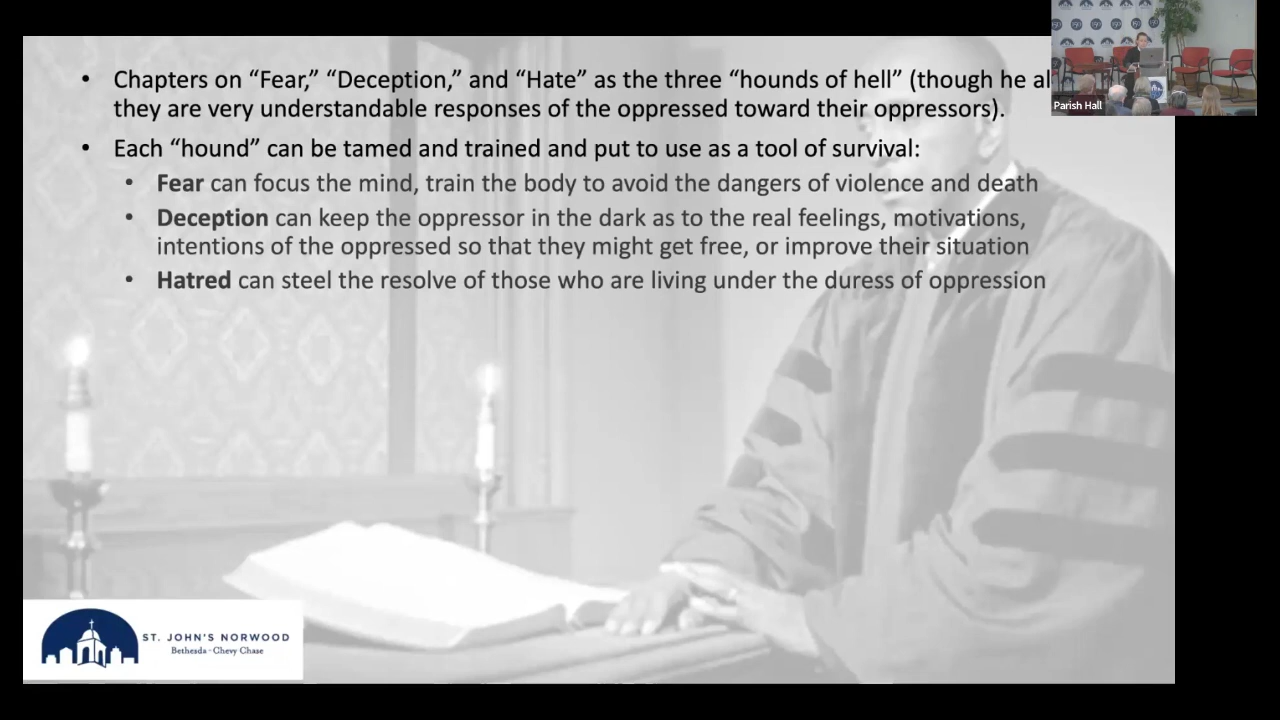 • Chapters on “Fear,” “Deception,” and “Hate” as the three “hounds of hell” (though he
they are very understandable responses of the oppressed toward their oppressors).
• Each “hound” can be tamed and trained and put to use as a tool of survival:
• Fear can focus the mind, train the body to avoid the dangers of violence and death
• Deception can keep the oppressor in the dark as to the real feelings, motivations,
intentions of the oppressed so that they might get free, or improve their situation
• Hatred can steel the resolve of those who are living under the duress of oppression
Parish Hall
ST. JOHN'S NORWOOD
Bethesda - Chevy Chase